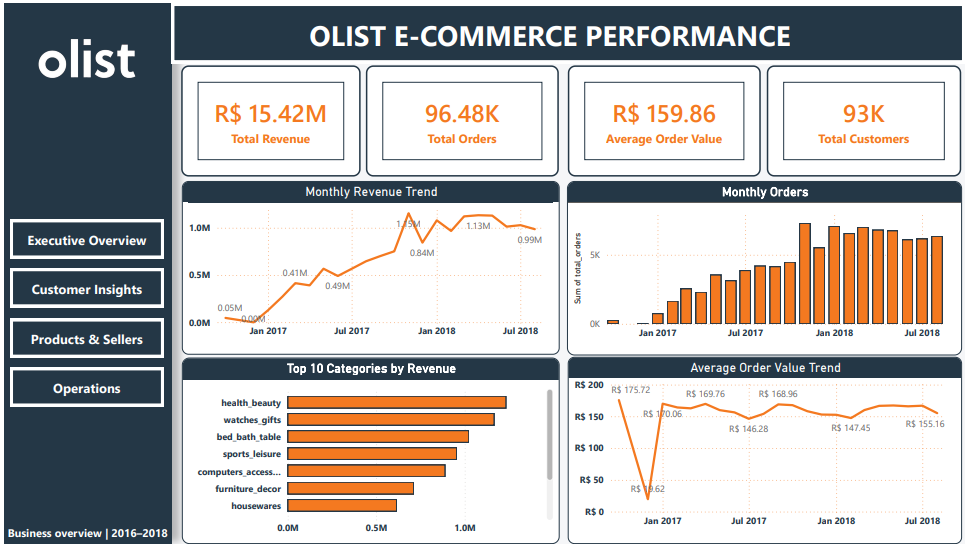 olist
OLIST E-COMMERCE PERFORMANCE
R$ 15.42M
Total Revenue
96.48K
Total Orders
R$ 159.86
Average Order Value
93K
Total Customers
Executive Overview
Customer Insights
Products & Sellers
Operations
Business overview | 2016–2018
Monthly Revenue Trend
1.0M
0.5M
0.0M
0.05M
0.00M
0.41M
0.49M
1.15M
0.84M
1.13M
0.99M
Jan 2017
Jul 2017
Jan 2018
Jul 2018
Monthly Orders
Sum of total_orders
5K
0K
Jan 2017
Jul 2017
Jan 2018
Jul 2018
Top 10 Categories by Revenue
health_beauty
watches_gifts
bed_bath_table
sports_leisure
computers_access...
furniture_decor
housewares
0.0M
0.5M
1.0M
Average Order Value Trend
R$ 200
R$ 150
R$ 100
R$ 50
R$ 0
R$ 175.72
R$ 19.62
R$ 170.06
R$ 169.76
R$ 146.28
R$ 168.96
R$ 147.45
R$ 155.16
Jan 2017
Jul 2017
Jan 2018
Jul 2018